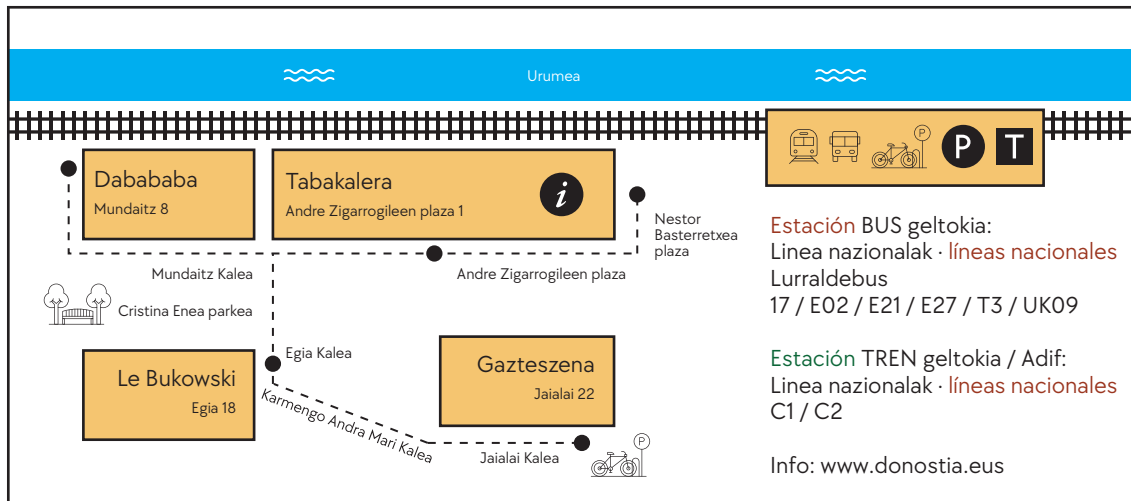 Urumea
P
P
T
Dabababa
Mundaitz 8
Tabakalera
Andre Zigarrogileen plaza 1
i
Nestor
Basterretxea
plaza
Mundaitz Kalea
Andre Zigarrogileen plaza
Cristina Enea parkea
Egia Kalea
Le Bukowski
Egia 18
Gazteszena
Jaialai 22
Karmengo Andra Mari Kalea
Jaialai Kalea
P
Estación BUS geltokia:
Linea nazionalak · líneas nacionales
Lurraldebus
17 / E02 / E21 / E27 / T3 / UK09
Estación TREN geltokia / Adif:
Linea nazionalak · líneas nacionales
C1 / C2
Info: www.donostia.eus